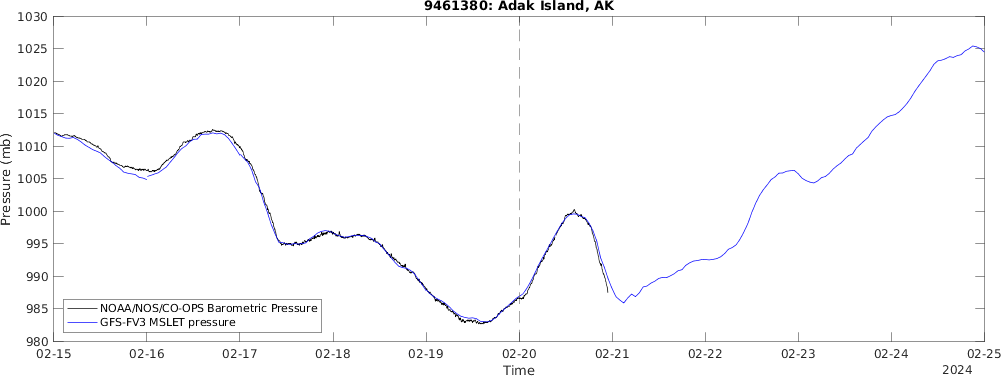 9461380: Adak Island, AK
Pressure (mb)
1030
1025
1020
1015
1010
1005
1000
995
990
985
980
NOAA/NOS/CO-OPS Barometric Pressure
GFS-FV3 MSLET pressure
02-15 02-16 02-17 02-18 02-19 02-20 02-21 02-22 02-23 02-24 02-25
Time
2024